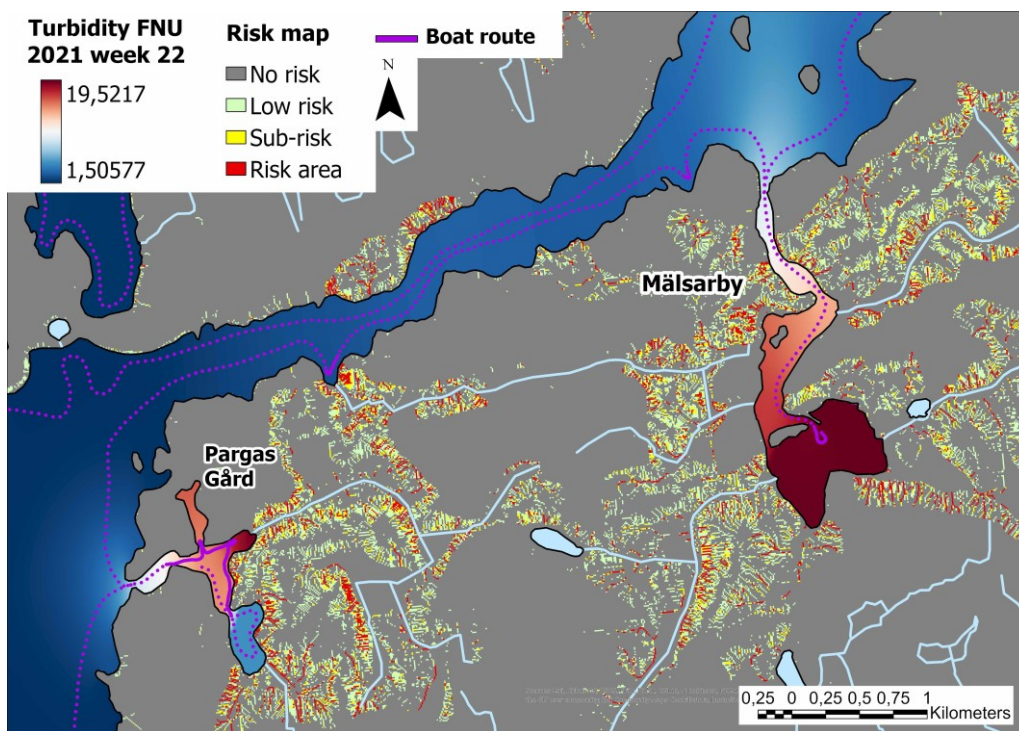 Turbidity FNU
2021 week 22
19,5217
1,50577
Risk map
No risk
Low risk
Sub-risk
Risk area
Boat route
N
Mälsarby
Pargas
Gård
0,25 0 0,25 0,5 0,75 1
Kilometers